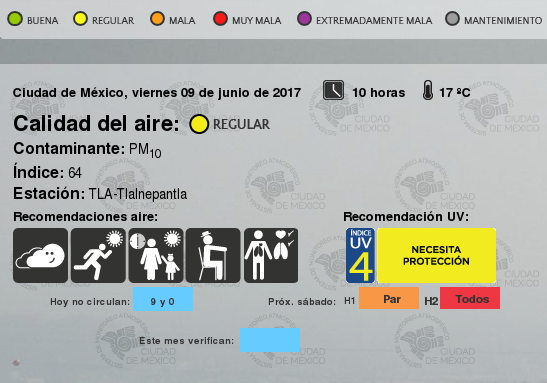 BUENA REGULAR MALA MUY MALA EXTREMADAMENTE MALA MANTENIMIENTO
Ciudad de México, viernes 09 de junio de 2017 10 horas 17 ºC
Calidad del aire: REGULAR
Contaminante: PM10
Índice: 64
Estación: TLA-Tlalnepantla
Recomendaciones aire: Recomendación UV:
ÍNDICE
UV
4
NECESITA
PROTECCIÓN
Hoy no circulan: 9 y 0 Próx. sábado: H1 Par H2 Todos
Este mes verifican:
CIUDAD
DE MÉXICO